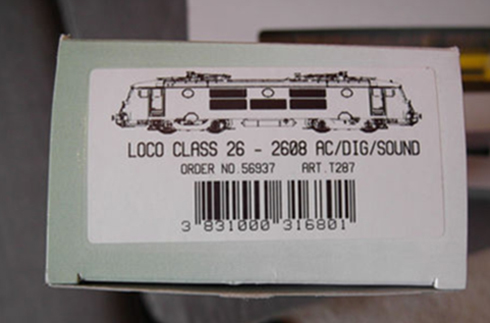 LOCO CLASS 26 - 2608 AC/DIG/SOUND
ORDER NO.56937 ART.T287
3 831000 316801